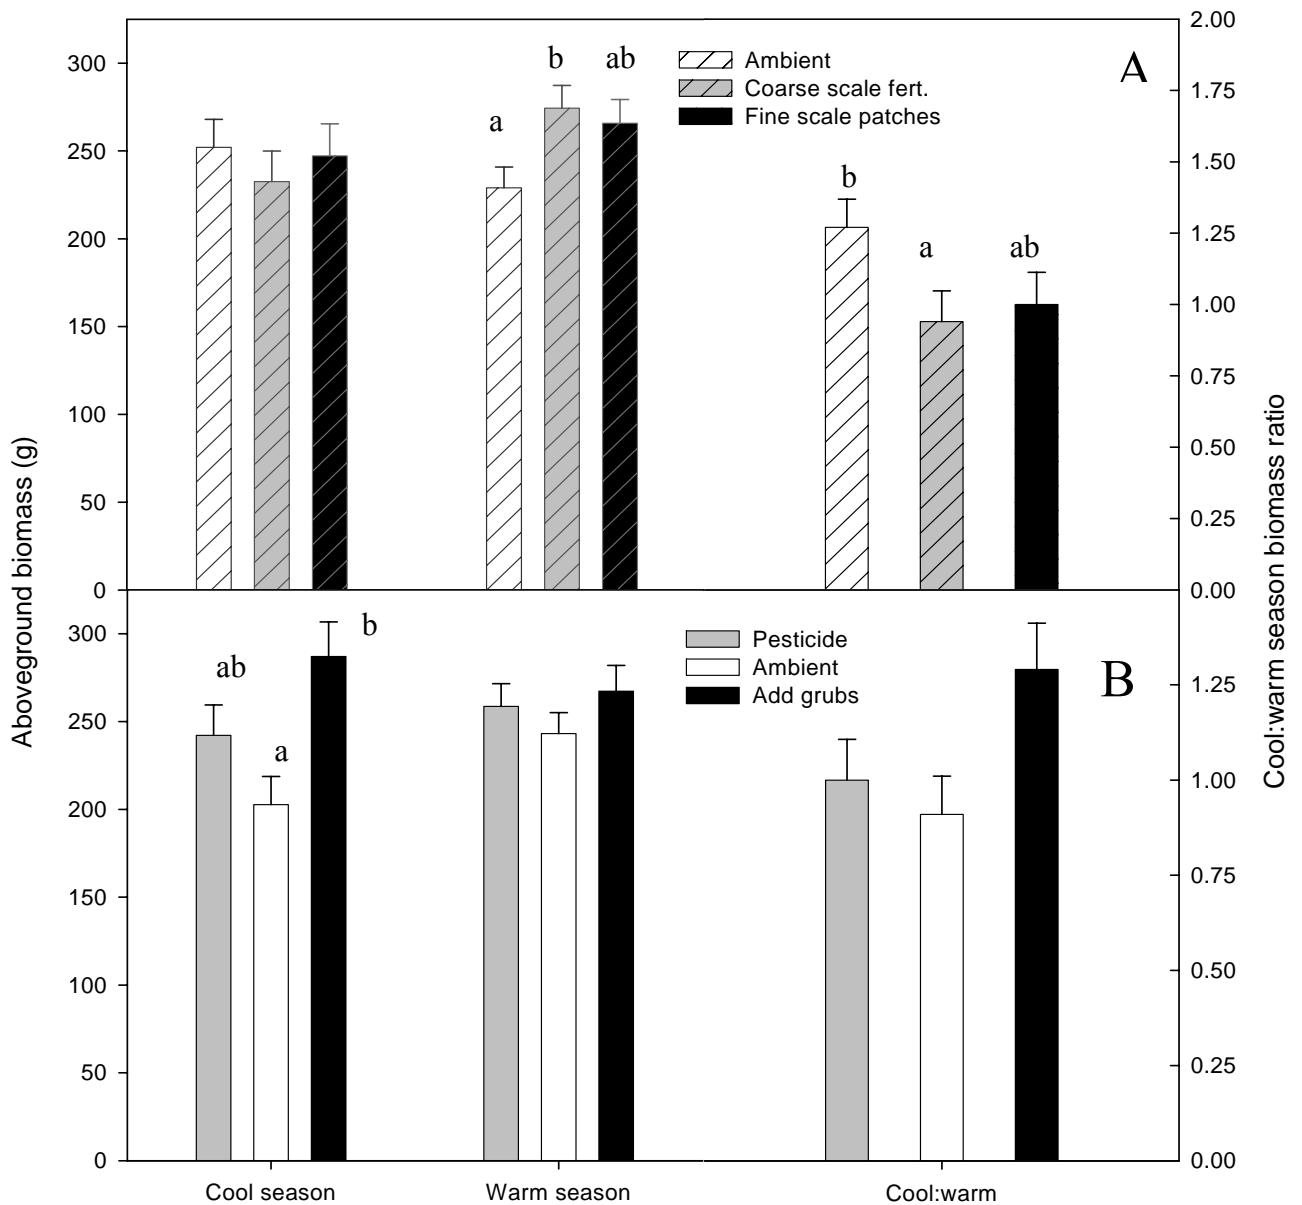 2.00
300
b
ab
Ambient
A
Coarse scale fert.
1.75
a
Fine scale patches
250
1.50
b
200
a
ab
1.25
150
1.00
100
0.75
50
0.50
0.25
0
0.00
Aboveground biomass (g)
Cool:warm season biomass ratio
300
b
Pesticide
ab
Ambient
B
Add grubs
1.25
250
a
200
1.00
150
0.75
100
0.50
50
0.25
0
0.00
Cool season
Warm season
Cool:warm